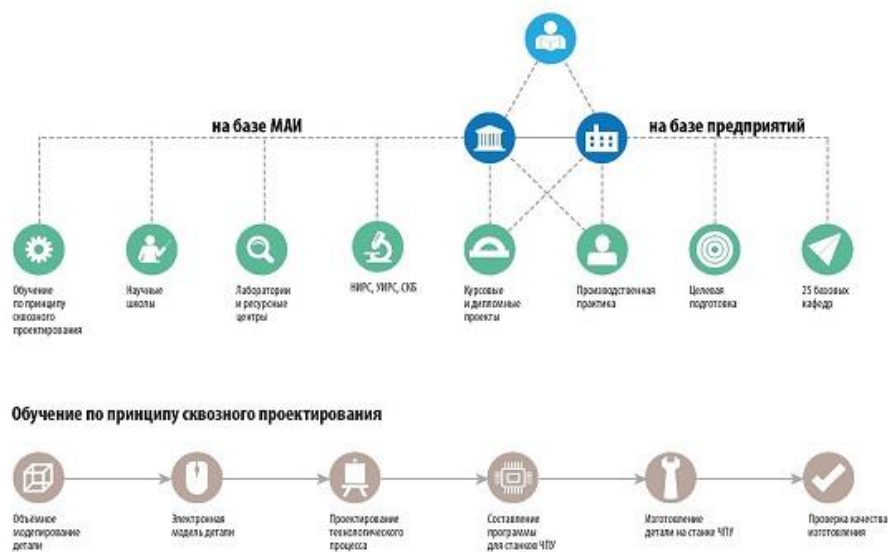 на базе МАИ
на базе предприятий
Обучение
по принципу
сквозного
проектирования
Научные
школы
Лаборатории
и ресурсные
центры
НИРС, УИРС, СКБ
Курсовые
и дипломные
проекты
Производственная
практика
Целевая
подготовка
25 базовых
кафедр
Обучение по принципу сквозного проектирования
Объёмное
моделирование
детали
Электронная
модель детали
Проектирование
технологического
процесса
Составление
программы
для станков ЧПУ
Изготовление
детали на станке ЧПУ
Проверка качества
изготовления